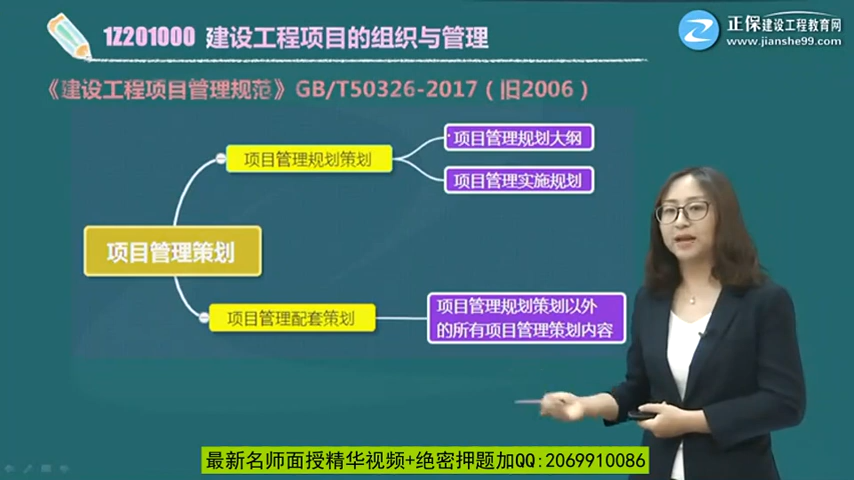 1Z201000 建设工程项目的组织与管理
正保建设工程教育网
www.jianshe99.com
《建设工程项目管理规范》GB/T50326-2017（旧2006）
项目管理规划策划
项目管理规划大纲
项目管理实施规划
项目管理策划
项目管理配套策划
项目管理规划策划以外
的所有项目管理策划内容
最新名师面授精华视频+绝密押题加QQ:2069910086